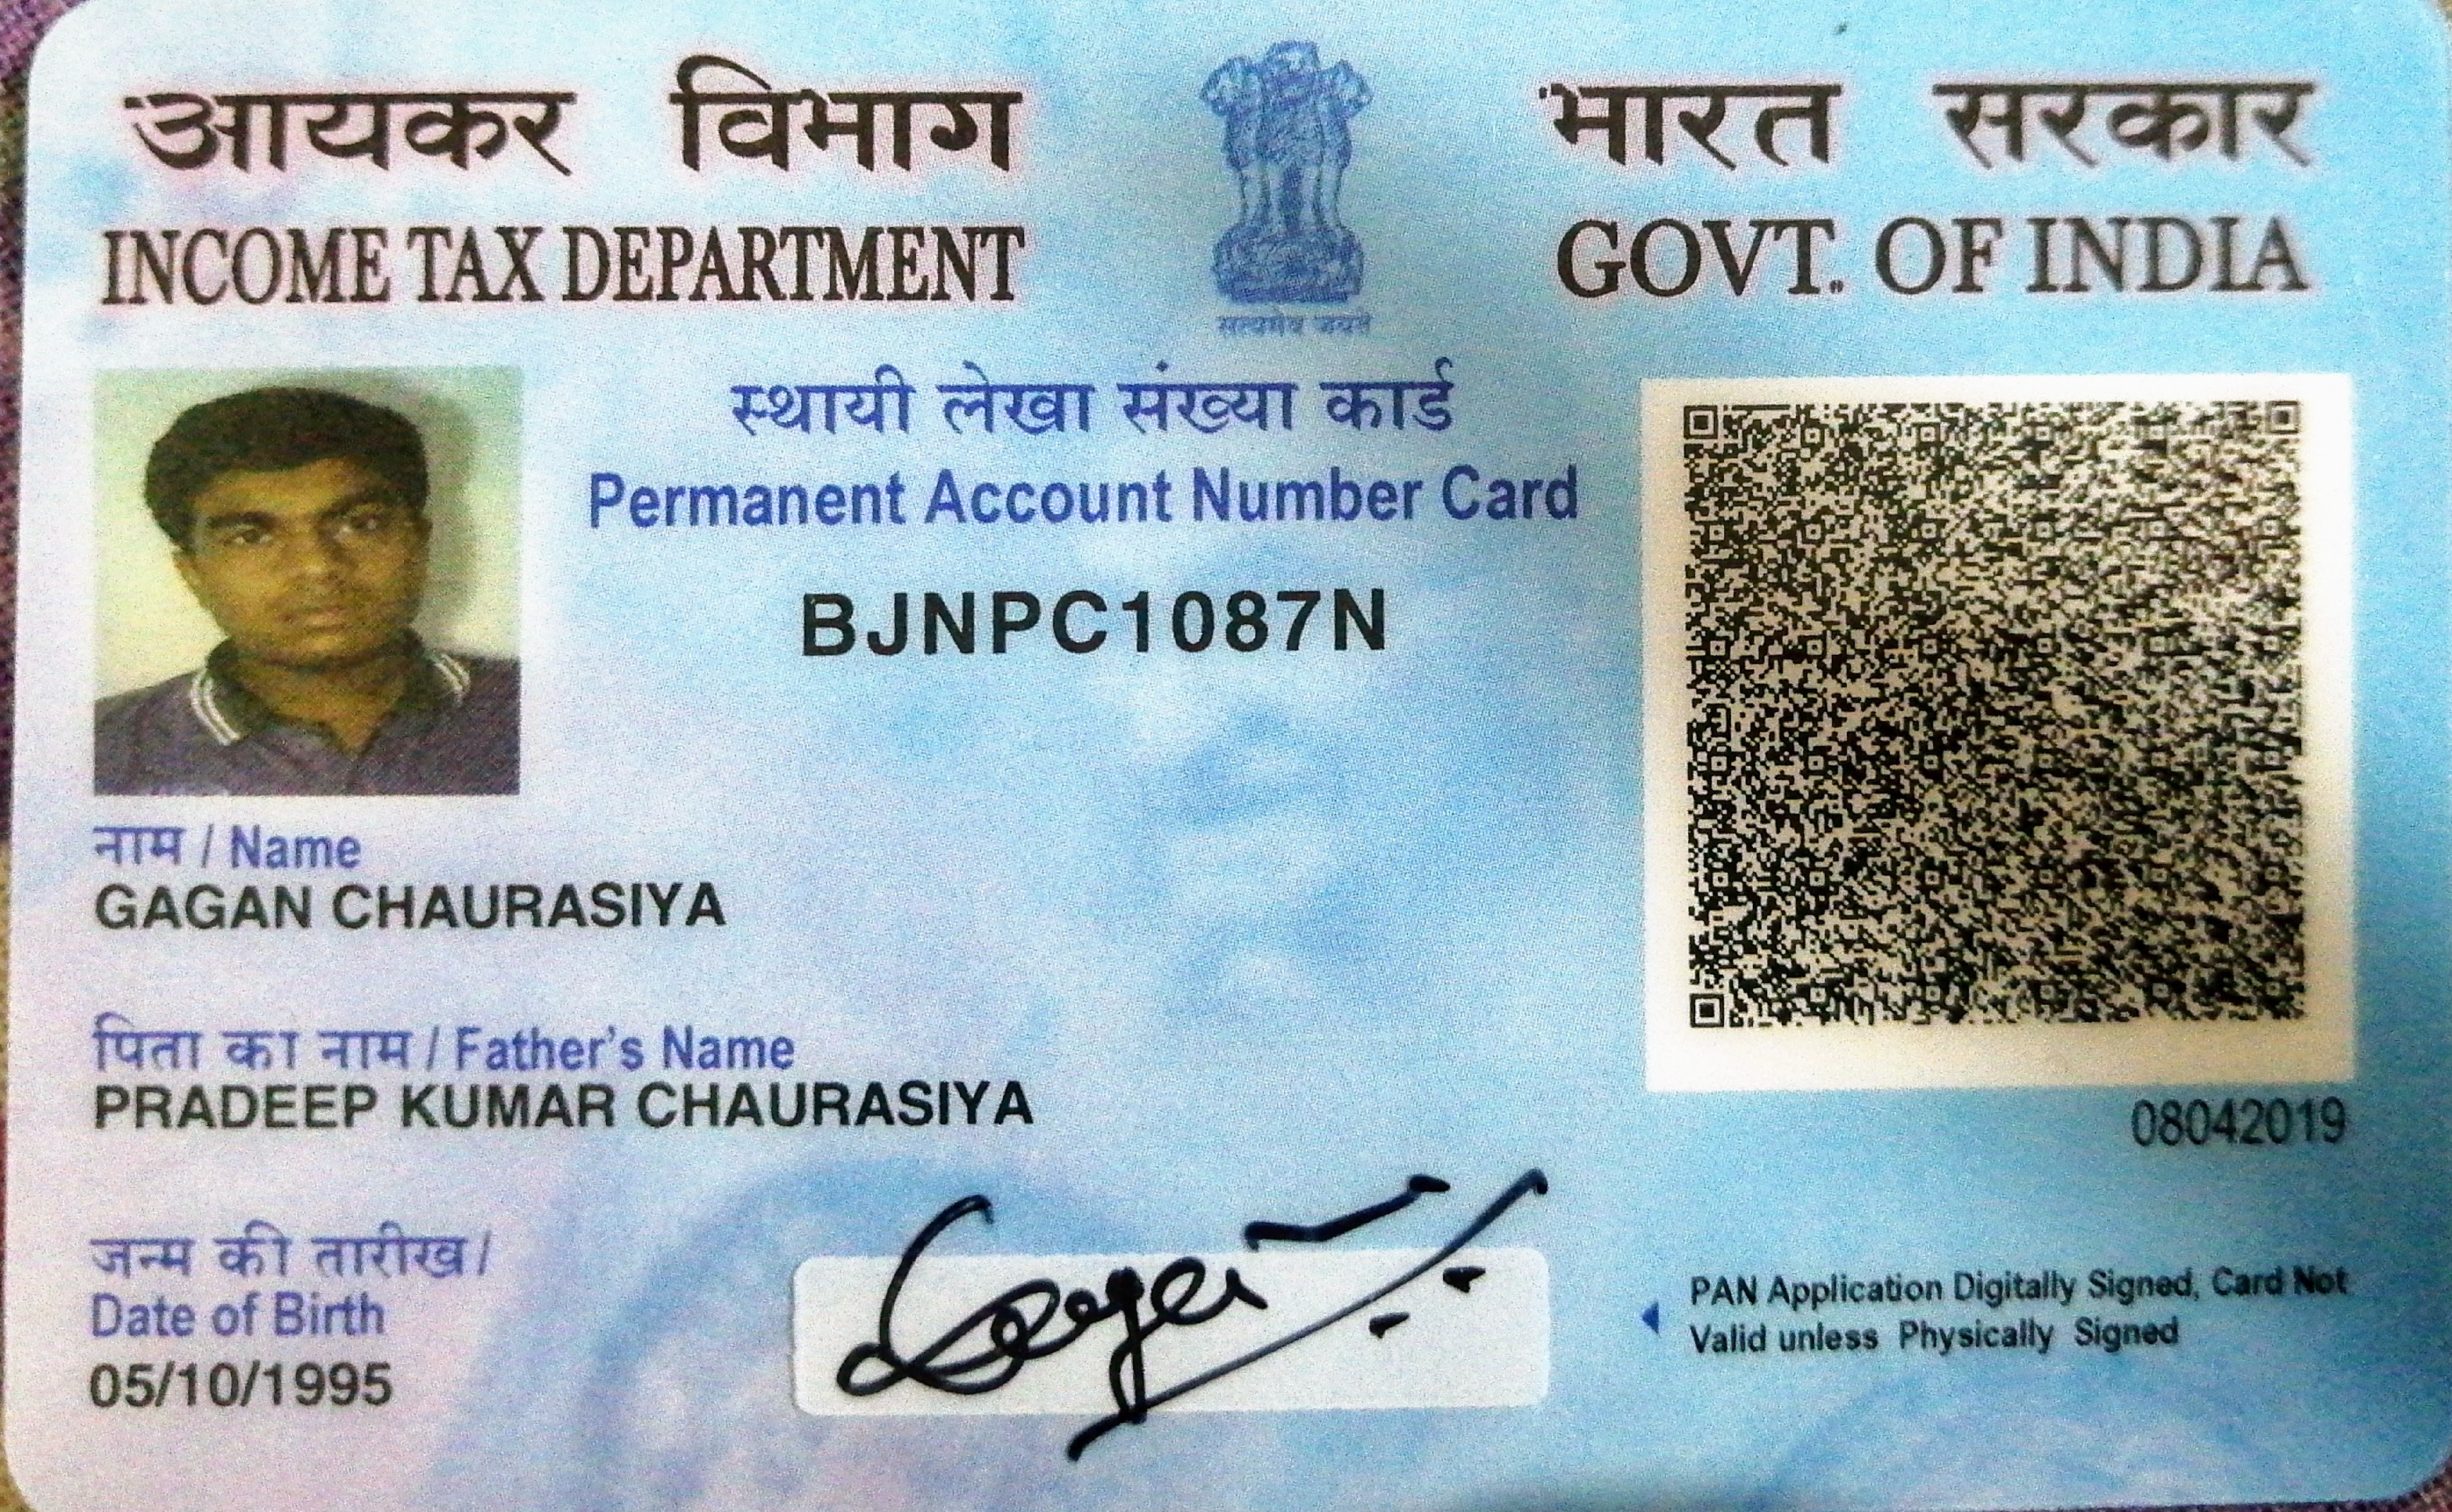 आयकर विभाग
INCOME TAX DEPARTMENT
सत्यमेव जयते
भारत सरकार
GOVT. OF INDIA
स्थायी लेखा संख्या कार्ड
Permanent Account Number Card
BJNPC1087N
नाम / Name
GAGAN CHAURASIYA
पिता का नाम / Father's Name
PRADEEP KUMAR CHAURASIYA
08042019
जन्म की तारीख /
Date of Birth
05/10/1995
Gagan
PAN Application Digitally Signed, Card Not
Valid unless Physically Signed